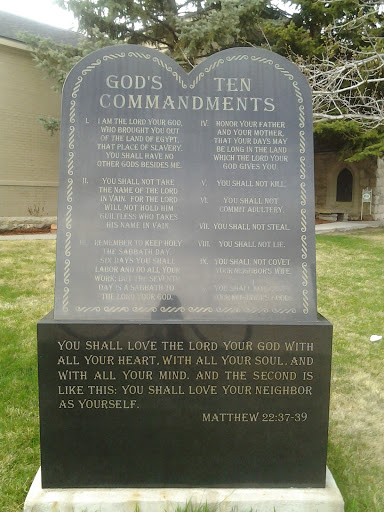 GOD'S TEN
COMMANDMENTS
I. I AM THE LORD YOUR GOD,
WHO BROUGHT YOU OUT
OF THE LAND OF EGYPT,
THAT PLACE OF SLAVERY.
YOU SHALL HAVE NO
OTHER GODS BESIDES ME.
II. YOU SHALL NOT TAKE
THE NAME OF THE LORD
IN VAIN. FOR THE LORD
WILL NOT HOLD HIM
GUILTLESS WHO TAKES
HIS NAME IN VAIN.
III. REMEMBER TO KEEP HOLY
THE SABBATH DAY.
SIX DAYS YOU SHALL
LABOR AND DO ALL YOUR
WORK, BUT THE SEVENTH
DAY IS A SABBATH TO
THE LORD YOUR GOD.
IV. HONOR YOUR FATHER
AND YOUR MOTHER,
THAT YOUR DAYS MAY
BE LONG IN THE LAND
WHICH THE LORD YOUR
GOD GIVES YOU.
V. YOU SHALL NOT KILL.
VI. YOU SHALL NOT
COMMIT ADULTERY.
VII. YOU SHALL NOT STEAL.
VIII. YOU SHALL NOT LIE.
IX. YOU SHALL NOT COVET
YOUR NEIGHBOR'S WIFE.
YOU SHALL NOT COVET
YOUR NEIGHBOR'S GOODS.
YOU SHALL LOVE THE LORD YOUR GOD WITH
ALL YOUR HEART, WITH ALL YOUR SOUL, AND
WITH ALL YOUR MIND. AND THE SECOND IS
LIKE THIS: YOU SHALL LOVE YOUR NEIGHBOR
AS YOURSELF.
MATTHEW 22:37-39